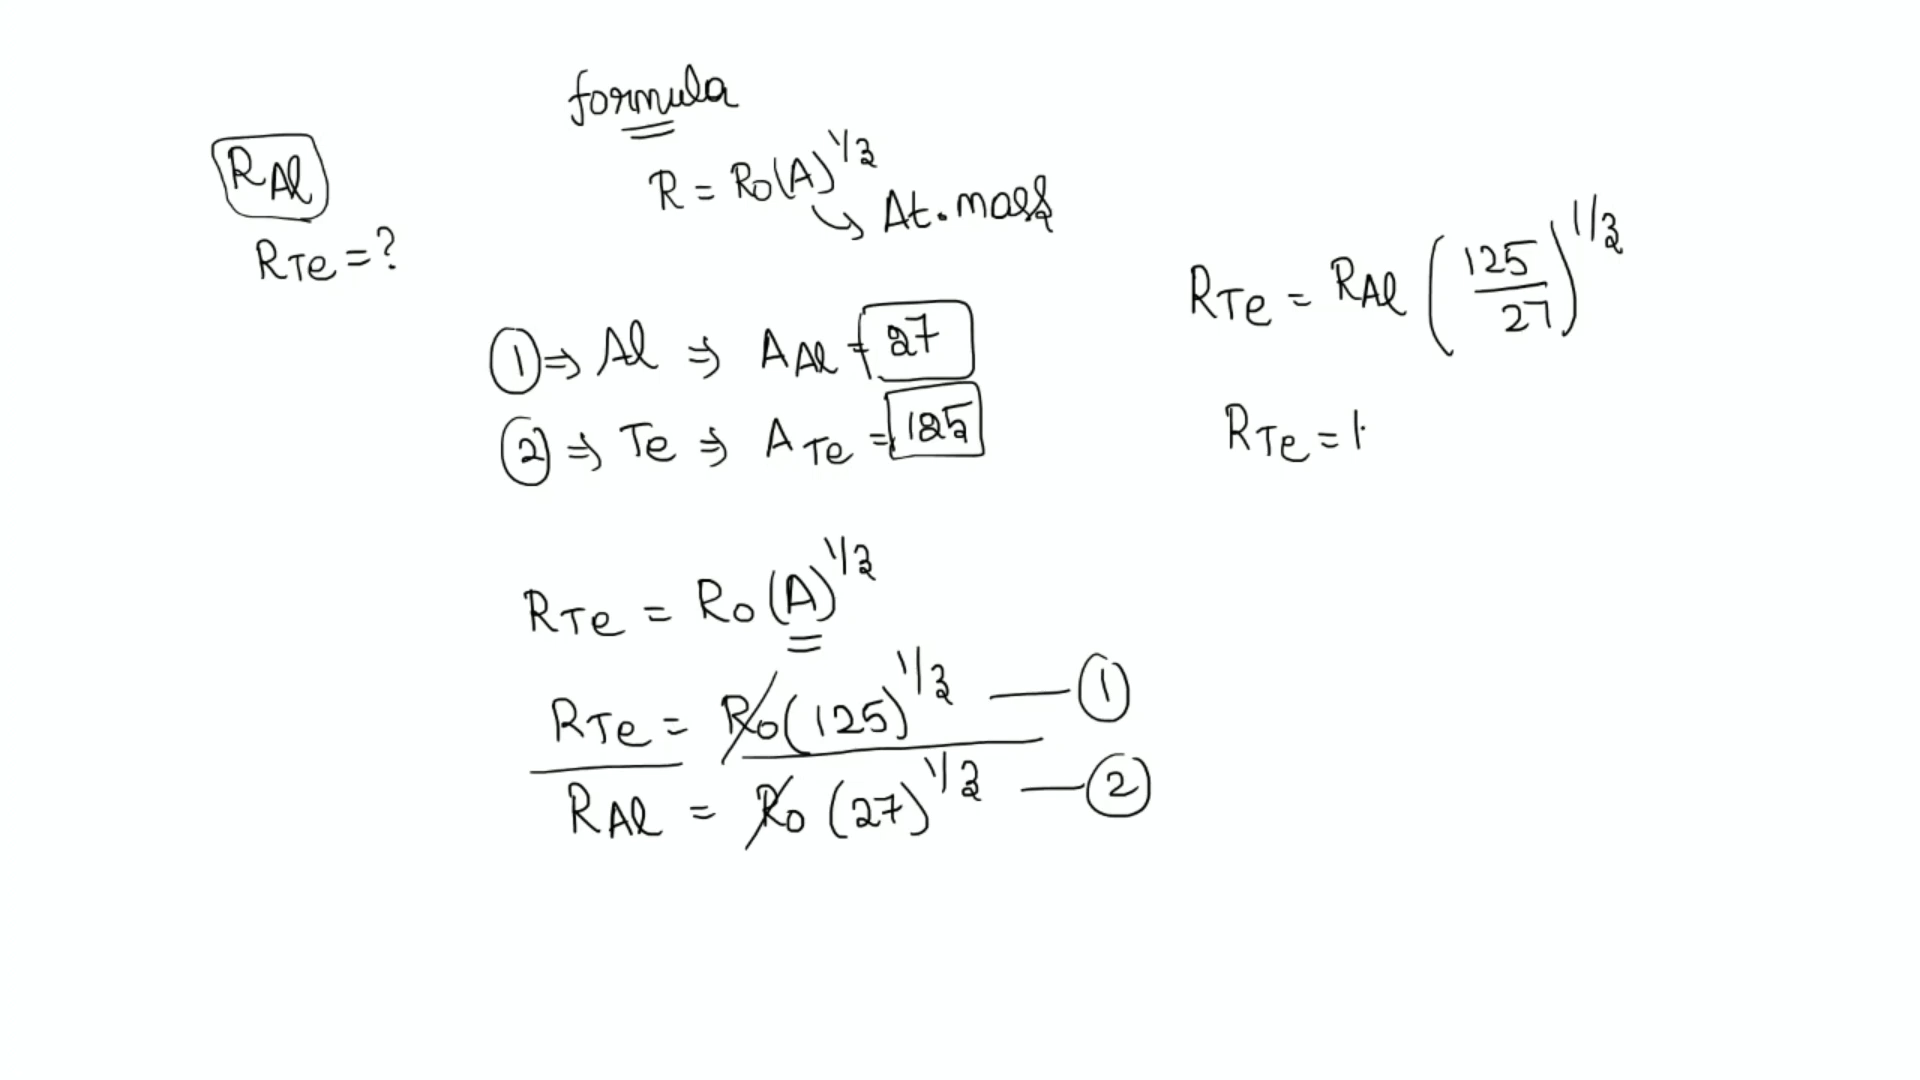 formula
R_Al
R = R₀(A)^1/3
→ At. mass
R_Te = ?
① ⇒ Al ⇒ A_Al = 27
② ⇒ Te ⇒ A_Te = 125
R_Te = R₀(A)^1/3
R_Te = R₀(125)^1/3 — ①
R_Al = R₀(27)^1/3 — ②
R_Te = R_Al (125/27)^1/3
R_Te =